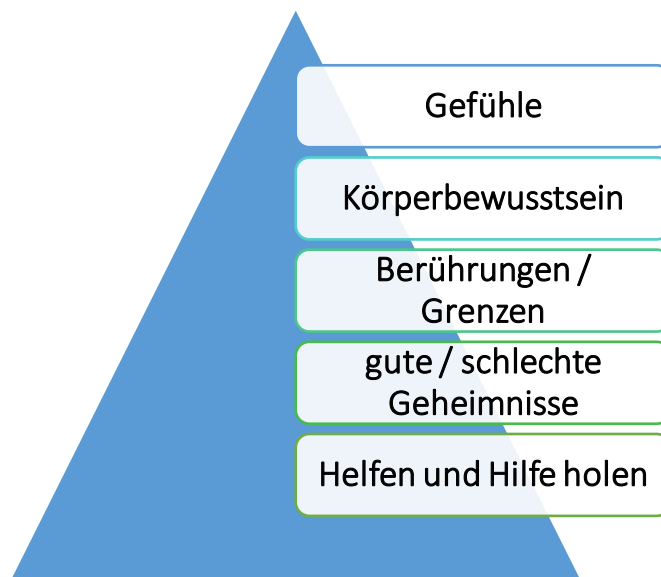 Gefühle
Körperbewusstsein
Berührungen /
Grenzen
gute / schlechte
Geheimnisse
Helfen und Hilfe holen